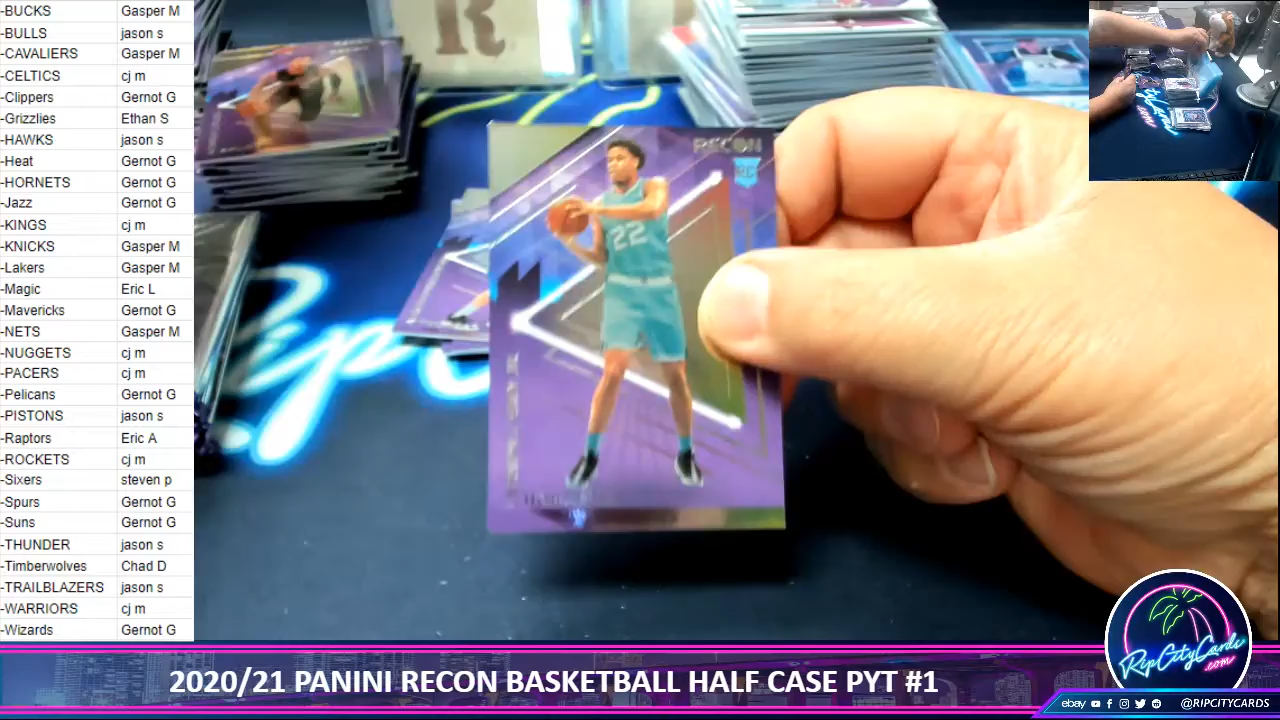 -BUCKS Gasper M
-BULLS jason s
-CAVALIERS Gasper M
-CELTICS cj m
-Clippers Gernot G
-Grizzlies Ethan S
-HAWKS jason s
-Heat Gernot G
-HORNETS Gernot G
-Jazz Gernot G
-KINGS cj m
-KNICKS Gasper M
-Lakers Gasper M
-Magic Eric L
-Mavericks Gernot G
-NETS Gasper M
-NUGGETS cj m
-PACERS cj m
-Pelicans Gernot G
-PISTONS jason s
-Raptors Eric A
-ROCKETS cj m
-Sixers steven p
-Spurs Gernot G
-Suns Gernot G
-THUNDER jason s
-Timberwolves Chad D
-TRAILBLAZERS jason s
-WARRIORS cj m
-Wizards Gernot G
R
RECON
RC
22
Rip
RipCityCards
.com
2020/21 PANINI RECON BASKETBALL HALF CASE PYT #1
ebay @RIPCITYCARDS